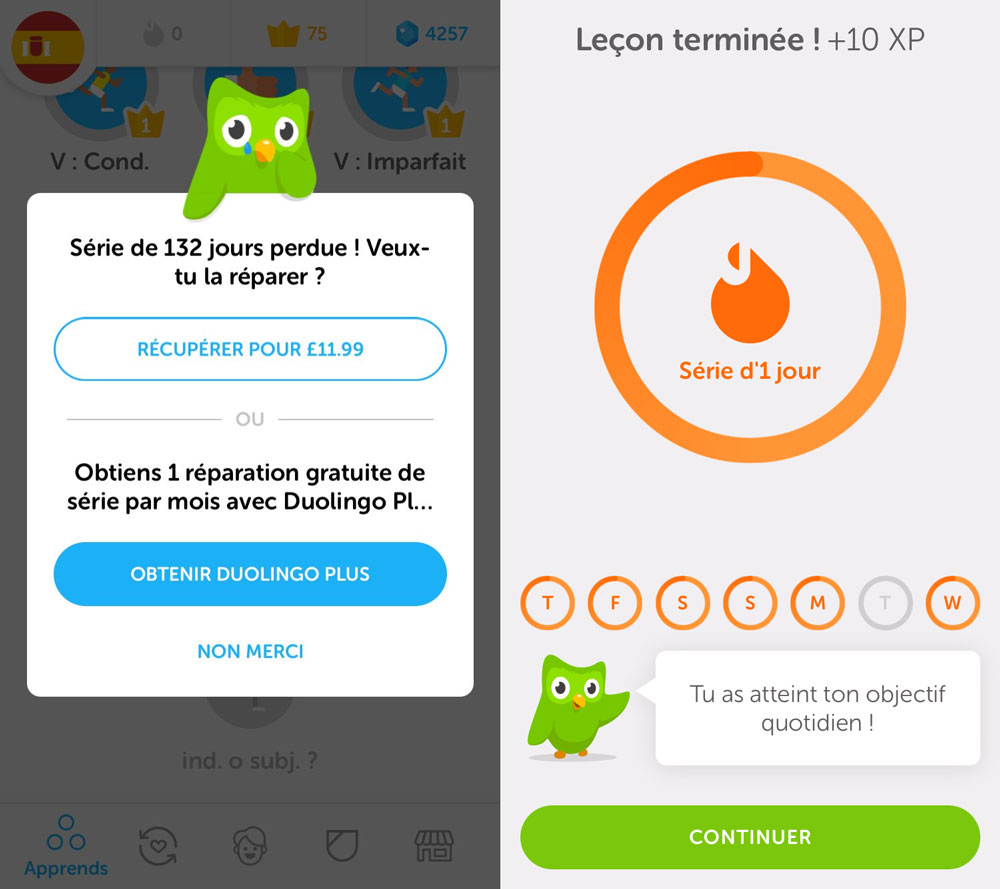 0
75
4257
1
1
V : Cond.
V : Imparfait
Série de 132 jours perdue ! Veux-
tu la réparer ?
RÉCUPÉRER POUR £11.99
OU
Obtiens 1 réparation gratuite de
série par mois avec Duolingo Pl...
OBTENIR DUOLINGO PLUS
NON MERCI
ind. o subj. ?
Apprends
Leçon terminée ! +10 XP
Série d'1 jour
T F S S M T W
Tu as atteint ton objectif
quotidien !
CONTINUER